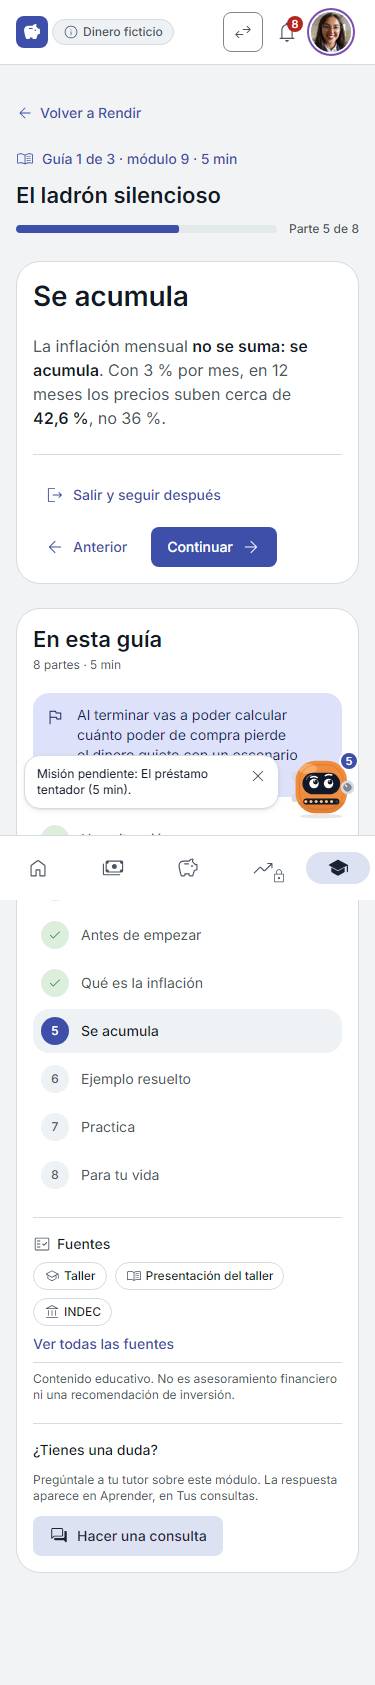 Dinero ficticio
8
Volver a Rendir
Guía 1 de 3 · módulo 9 · 5 min
El ladrón silencioso
Parte 5 de 8
Se acumula
La inflación mensual no se suma: se
acumula. Con 3 % por mes, en 12
meses los precios suben cerca de
42,6 %, no 36 %.
Salir y seguir después
Anterior
Continuar
En esta guía
8 partes · 5 min
Al terminar vas a poder calcular
cuánto poder de compra pierde
el dinero quieto con un escenario
Misión pendiente: El préstamo
tentador (5 min).
5
Antes de empezar
Qué es la inflación
5 Se acumula
6 Ejemplo resuelto
7 Practica
8 Para tu vida
Fuentes
Taller
Presentación del taller
INDEC
Ver todas las fuentes
Contenido educativo. No es asesoramiento financiero
ni una recomendación de inversión.
¿Tienes una duda?
Pregúntale a tu tutor sobre este módulo. La respuesta
aparece en Aprender, en Tus consultas.
Hacer una consulta